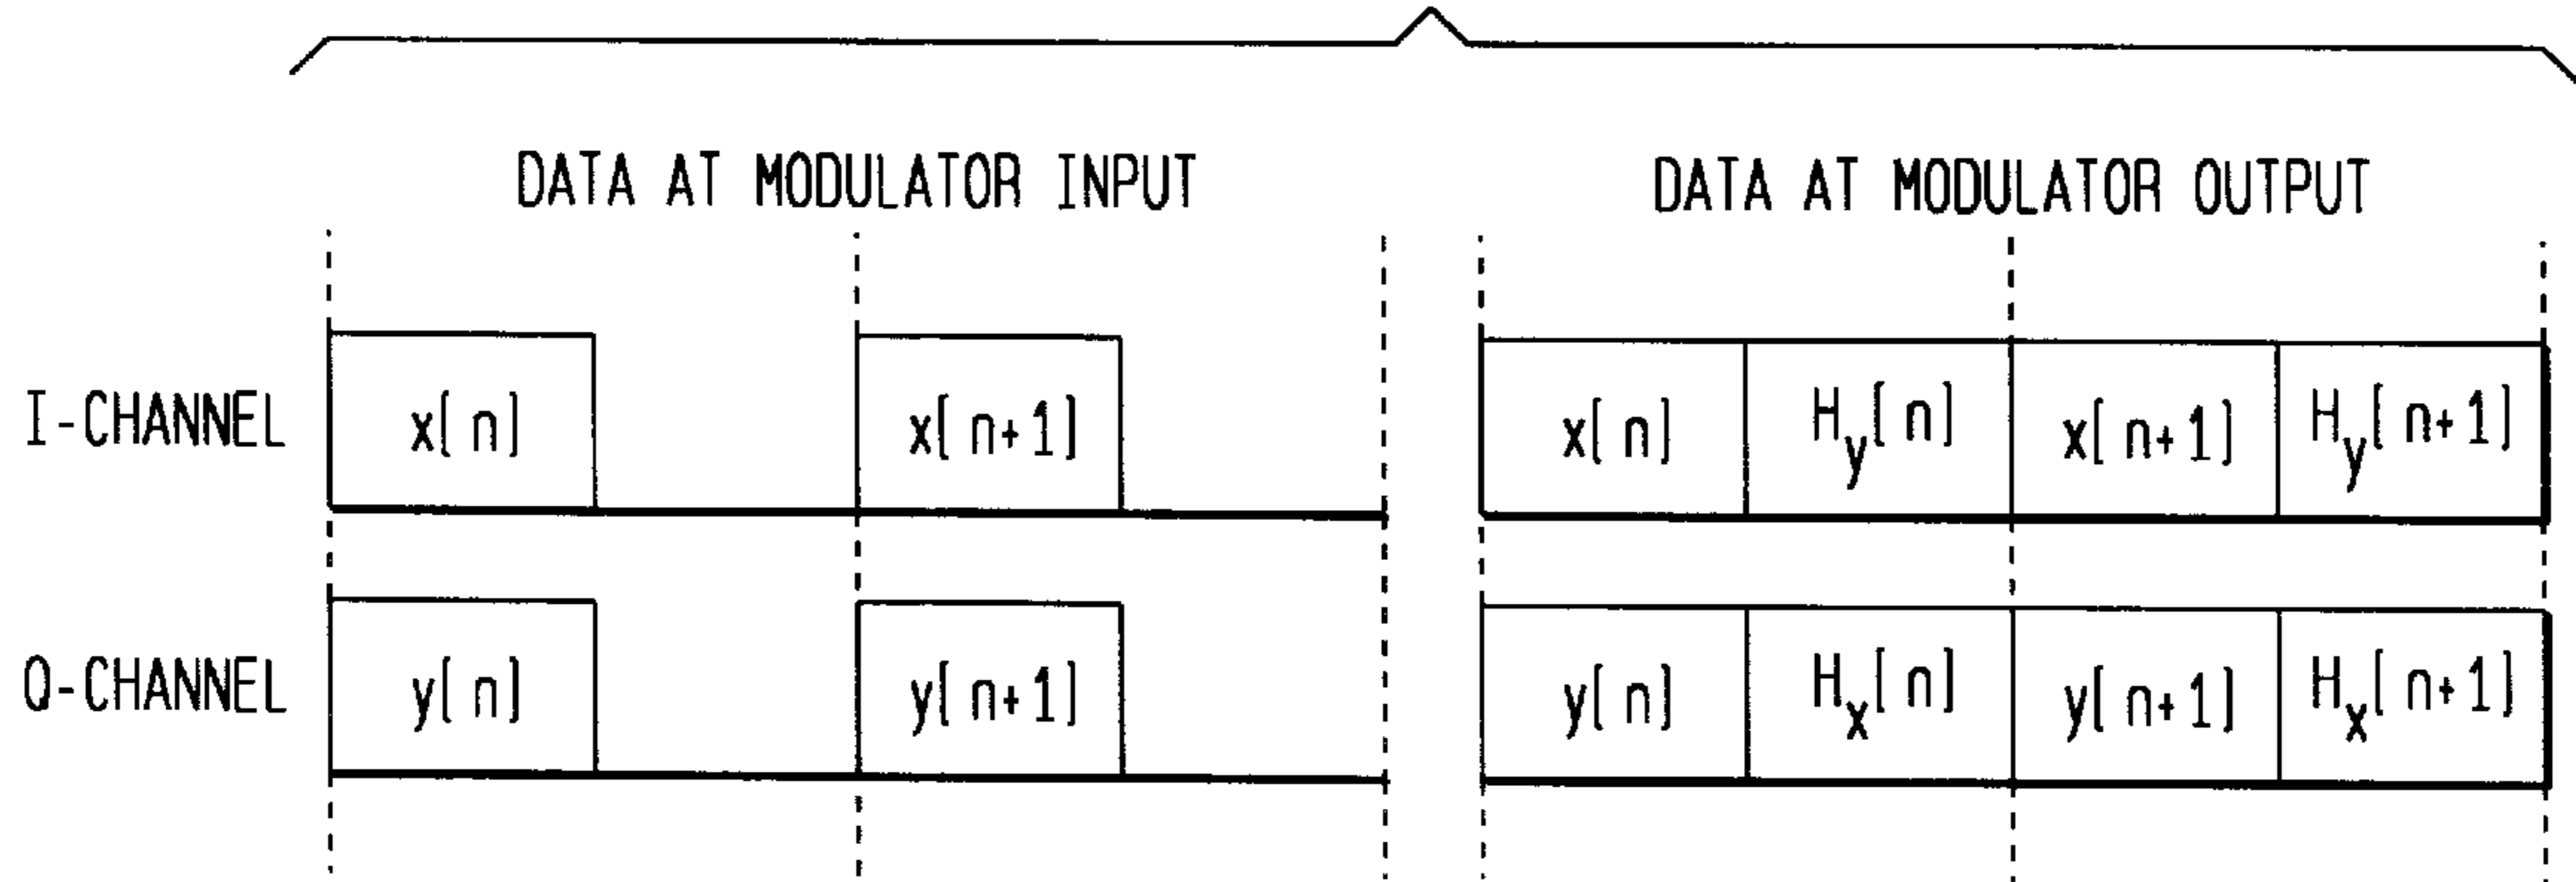 DATA AT MODULATOR INPUT DATA AT MODULATOR OUTPUT
I-CHANNEL x[n] x[n+1] x[n] Hy[n] x[n+1] Hy[n+1]
Q-CHANNEL y[n] y[n+1] y[n] Hx[n] y[n+1] Hx[n+1]